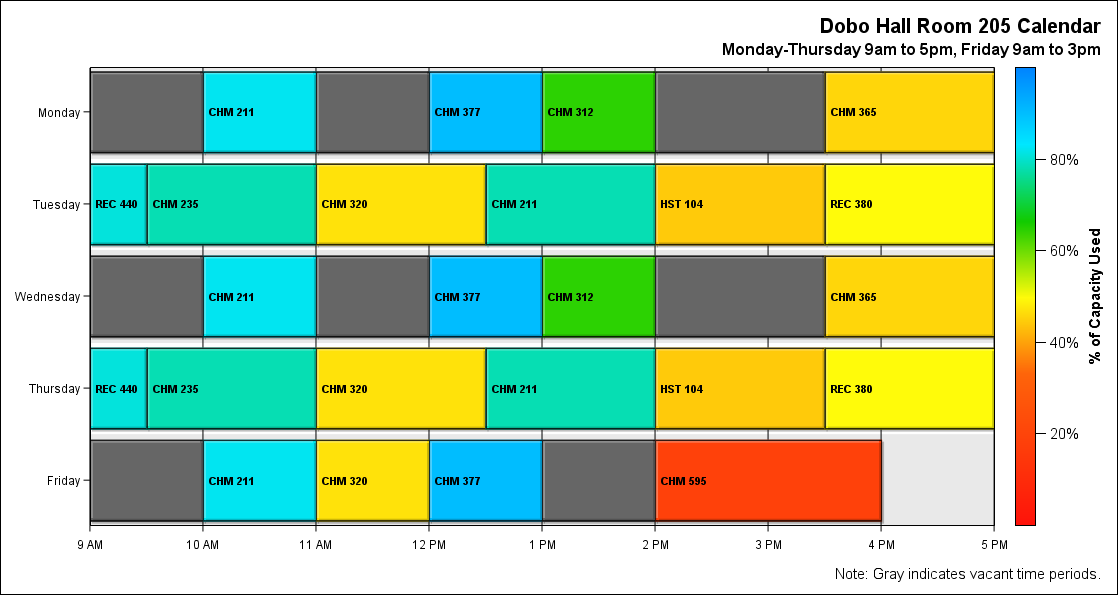 Dobo Hall Room 205 Calendar
Monday-Thursday 9am to 5pm, Friday 9am to 3pm
Monday
CHM 211
CHM 377
CHM 312
CHM 365
Tuesday
REC 440
CHM 235
CHM 320
CHM 211
HST 104
REC 380
Wednesday
CHM 211
CHM 377
CHM 312
CHM 365
Thursday
REC 440
CHM 235
CHM 320
CHM 211
HST 104
REC 380
Friday
CHM 211
CHM 320
CHM 377
CHM 595
9 AM
10 AM
11 AM
12 PM
1 PM
2 PM
3 PM
4 PM
5 PM
80%
60%
40%
20%
% of Capacity Used
Note: Gray indicates vacant time periods.